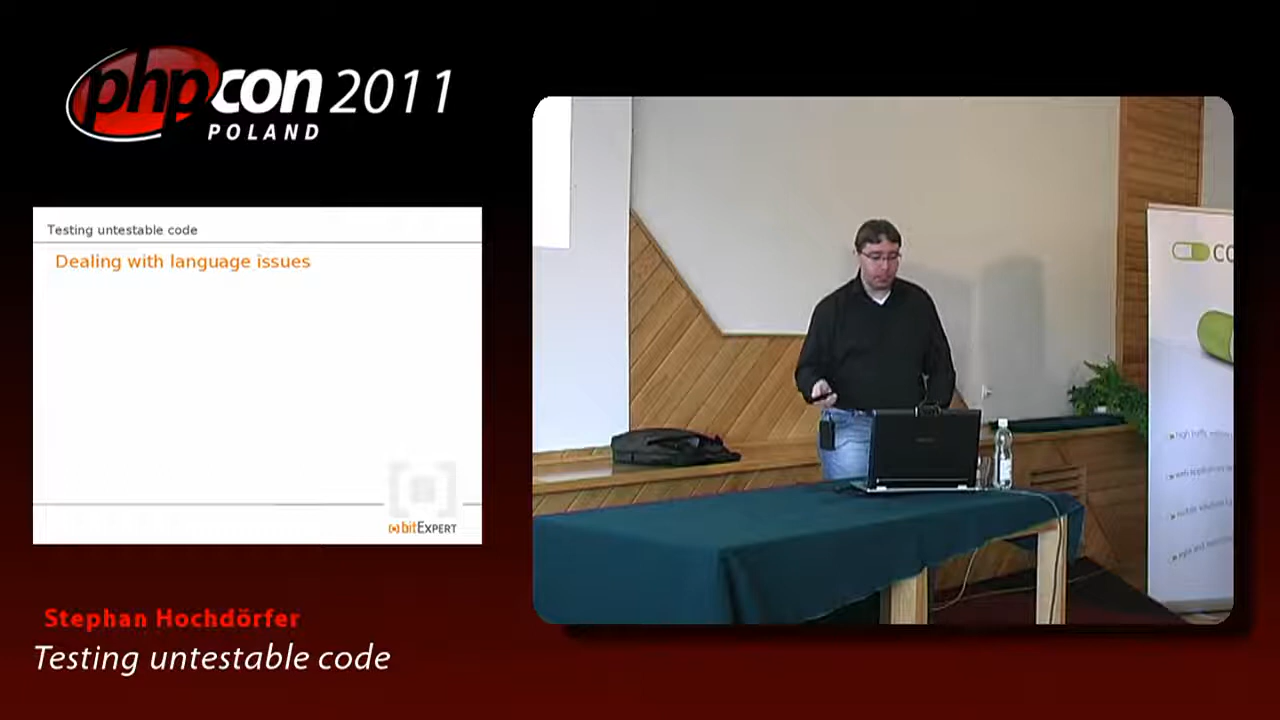 phpcon 2011
POLAND
Testing untestable code
Dealing with language issues
bitExpert
Stephan Hochdörfer
Testing untestable code